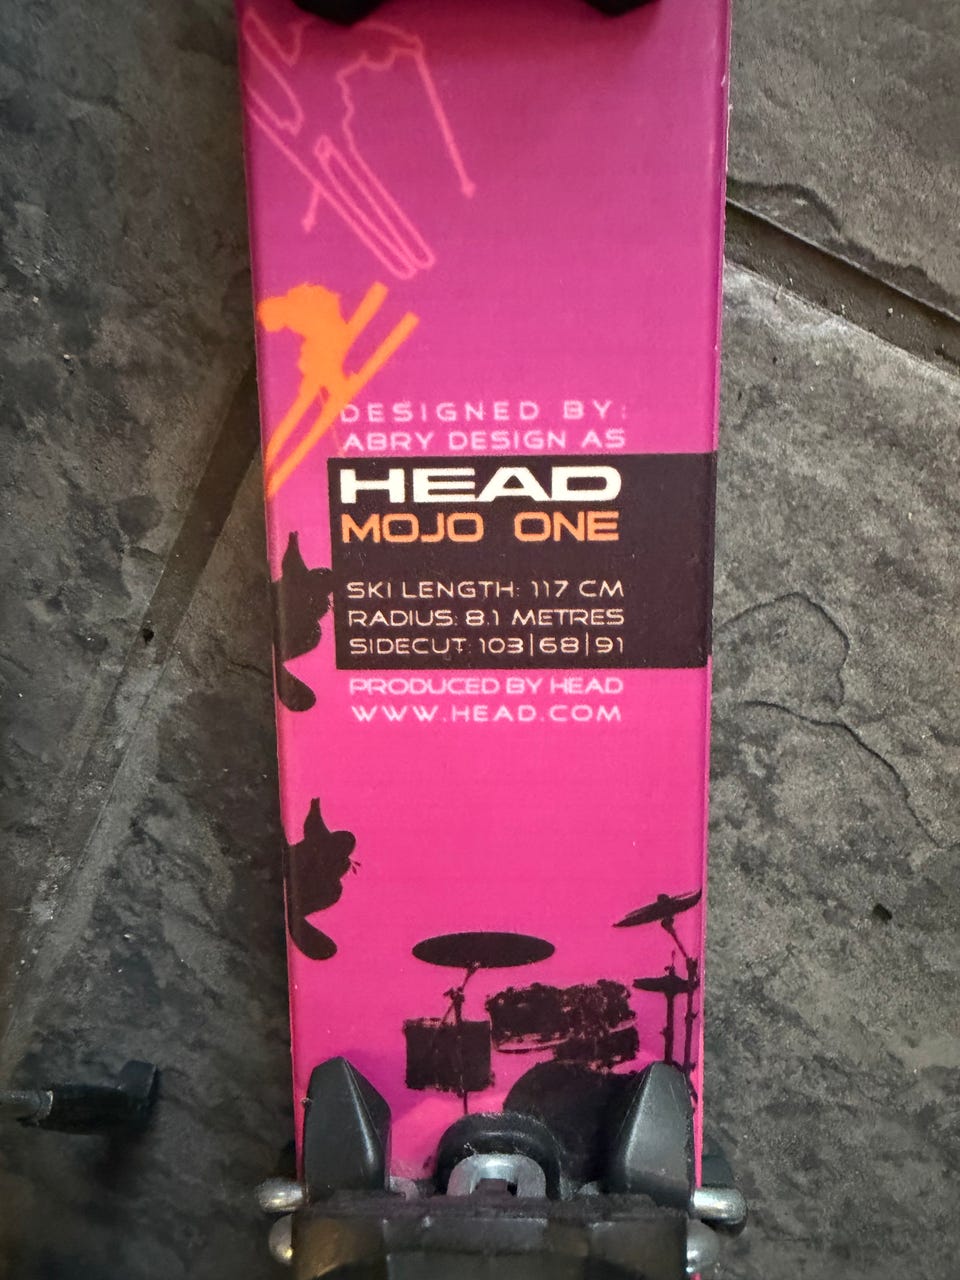 DESIGNED BY:
ABRY DESIGN AS
HEAD
MOJO ONE
SKI LENGTH: 117 CM
RADIUS: 8.1 METRES
SIDECUT: 103|68|91
PRODUCED BY HEAD
WWW.HEAD.COM